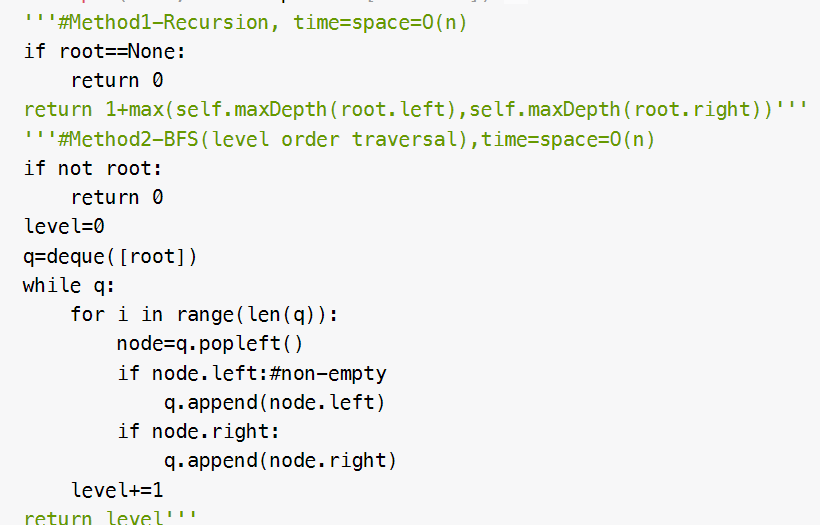 '''#Method1-Recursion, time=space=O(n)
if root==None:
    return 0
return 1+max(self.maxDepth(root.left),self.maxDepth(root.right))'''
'''#Method2-BFS(level order traversal),time=space=O(n)
if not root:
    return 0
level=0
q=deque([root])
while q:
    for i in range(len(q)):
        node=q.popleft()
        if node.left:#non-empty
            q.append(node.left)
        if node.right:
            q.append(node.right)
    level+=1
return level'''